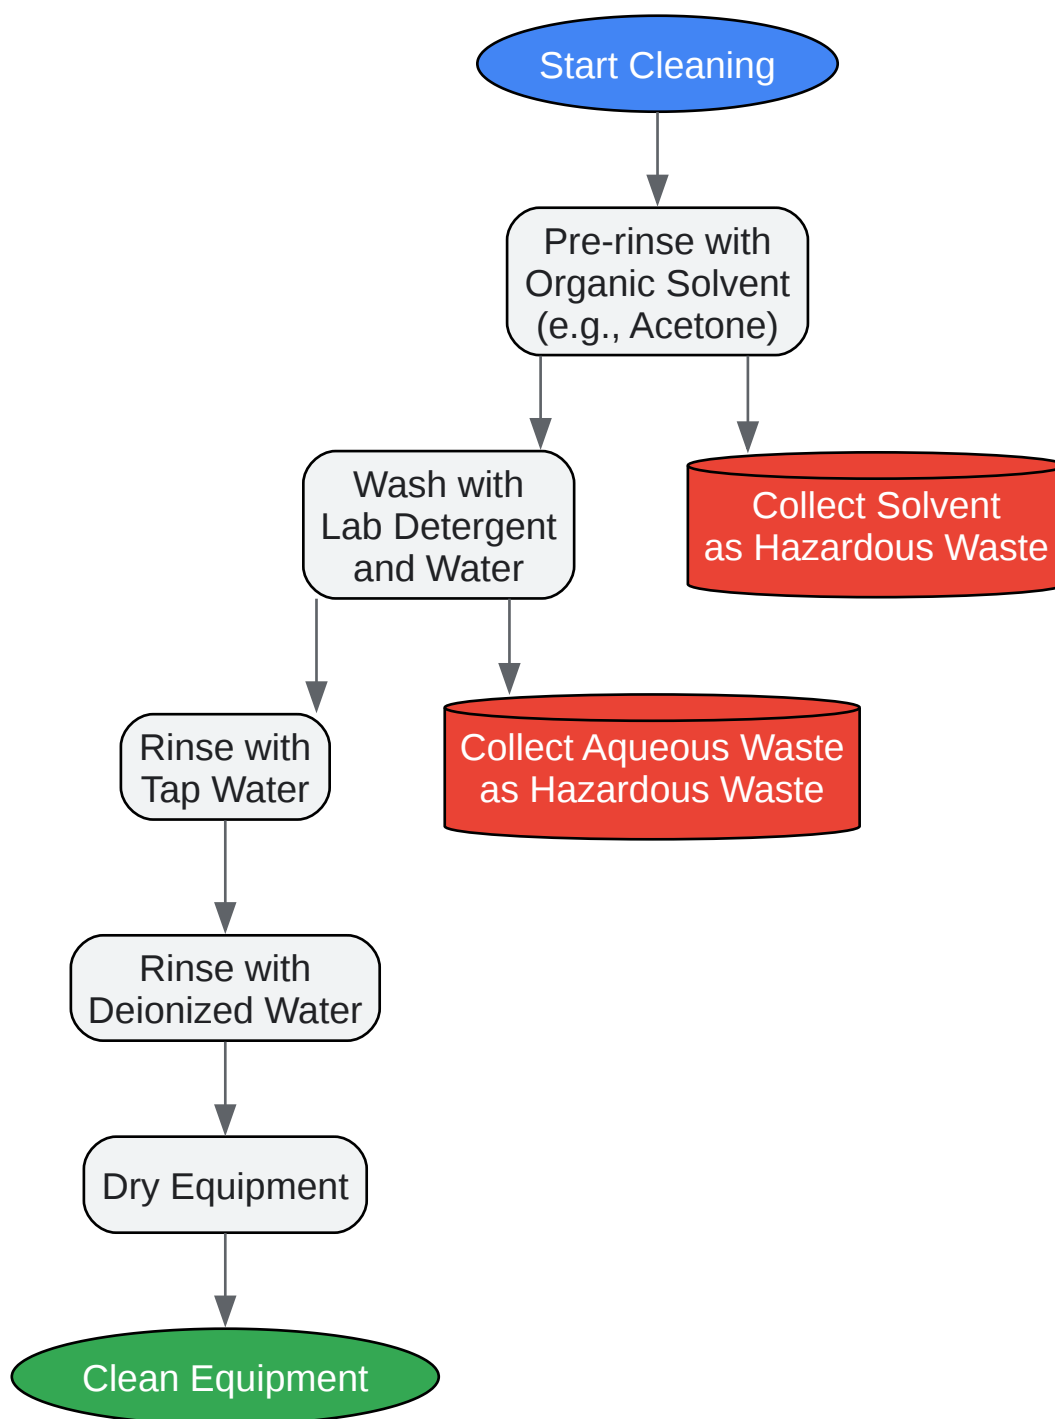 Start Cleaning
Pre-rinse with
Organic Solvent
(e.g., Acetone)
Wash with
Lab Detergent
and Water
Collect Solvent
as Hazardous Waste
Rinse with
Tap Water
Collect Aqueous Waste
as Hazardous Waste
Rinse with
Deionized Water
Dry Equipment
Clean Equipment